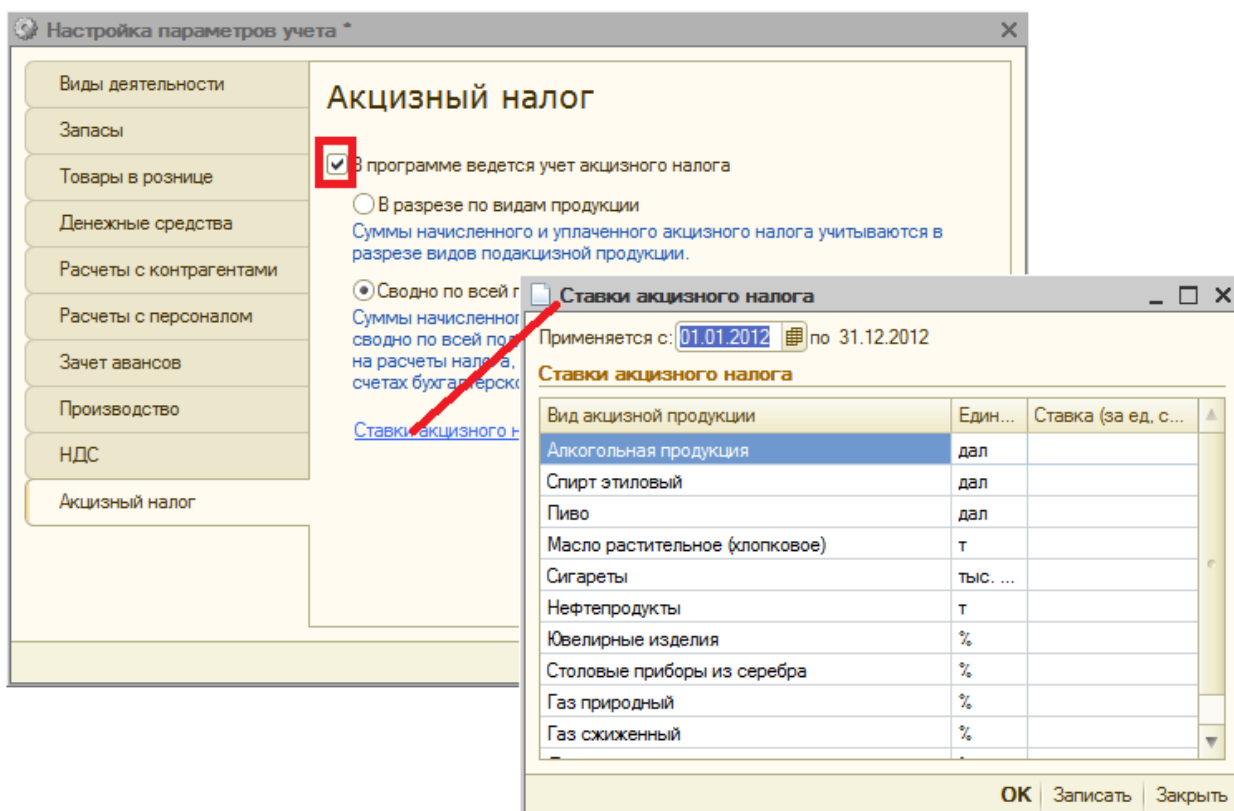 Настройка параметров учета *
Виды деятельности
Запасы
Товары в рознице
Денежные средства
Расчеты с контрагентами
Расчеты с персоналом
Зачет авансов
Производство
НДС
Акцизный налог
Акцизный налог
В программе ведется учет акцизного налога
В разрезе по видам продукции
Суммы начисленного и уплаченного акцизного налога учитываются в
разрезе видов подакцизной продукции.
Сводно по всей
Суммы
сводно по всей
на расчеты налога,
счетах
Ставки акцизного
Ставки акцизного налога
Применяется с: 01.01.2012 по 31.12.2012
Ставки акцизного налога
Вид акцизной продукции Един... Ставка (за ед, с...
Алкогольная продукция дал
Спирт этиловый дал
Пиво дал
Масло растительное (хлопковое) т
Сигареты тыс. ...
Нефтепродукты т
Ювелирные изделия %
Столовые приборы из серебра %
Газ природный %
Газ сжиженный %
OK Записать Закрыть